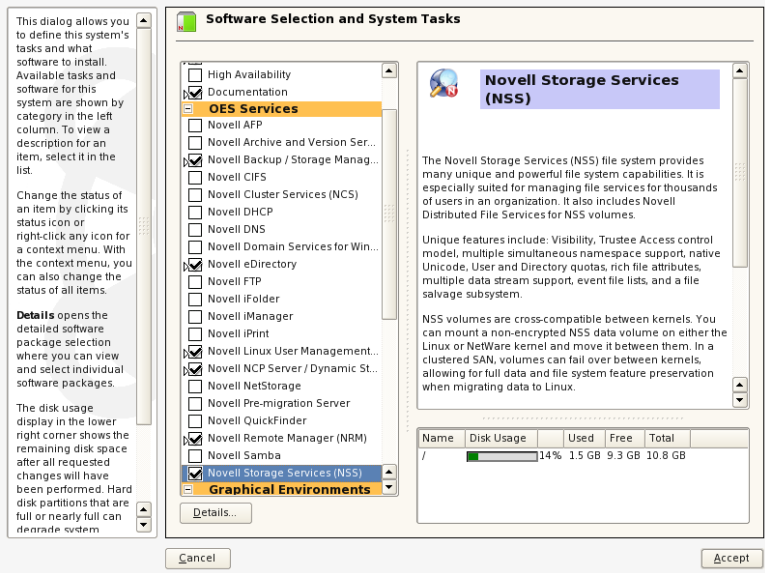 This dialog allows you
to define this system's
tasks and what
software to install.
Available tasks and
software for this
system are shown by
category in the left
column. To view a
description for an
item, select it in the
list.
Change the status of
an item by clicking its
status icon or
right-click any icon for
a context menu. With
the context menu, you
can also change the
status of all items.
Details opens the
detailed software
package selection
where you can view
and select individual
software packages.
The disk usage
display in the lower
right corner shows the
remaining disk space
after all requested
changes will have
been performed. Hard
disk partitions that are
full or nearly full can
degrade system
Software Selection and System Tasks
High Availability
Documentation
OES Services
Novell AFP
Novell Archive and Version Ser...
Novell Backup / Storage Manag...
Novell CIFS
Novell Cluster Services (NCS)
Novell DHCP
Novell DNS
Novell Domain Services for Win...
Novell eDirectory
Novell FTP
Novell iFolder
Novell iManager
Novell iPrint
Novell Linux User Management...
Novell NCP Server / Dynamic St...
Novell NetStorage
Novell Pre-migration Server
Novell QuickFinder
Novell Remote Manager (NRM)
Novell Samba
Novell Storage Services (NSS)
Graphical Environments
Details...
Novell Storage Services
(NSS)
The Novell Storage Services (NSS) file system provides
many unique and powerful file system capabilities. It is
especially suited for managing file services for thousands
of users in an organization. It also includes Novell
Distributed File Services for NSS volumes.
Unique features include: Visibility, Trustee Access control
model, multiple simultaneous namespace support, native
Unicode, User and Directory quotas, rich file attributes,
multiple data stream support, event file lists, and a file
salvage subsystem.
NSS volumes are cross-compatible between kernels. You
can mount a non-encrypted NSS data volume on either the
Linux or NetWare kernel and move it between them. In a
clustered SAN, volumes can fail over between kernels,
allowing for full data and file system feature preservation
when migrating data to Linux.
Name Disk Usage Used Free Total
/ 14% 1.5 GB 9.3 GB 10.8 GB
Cancel
Accept